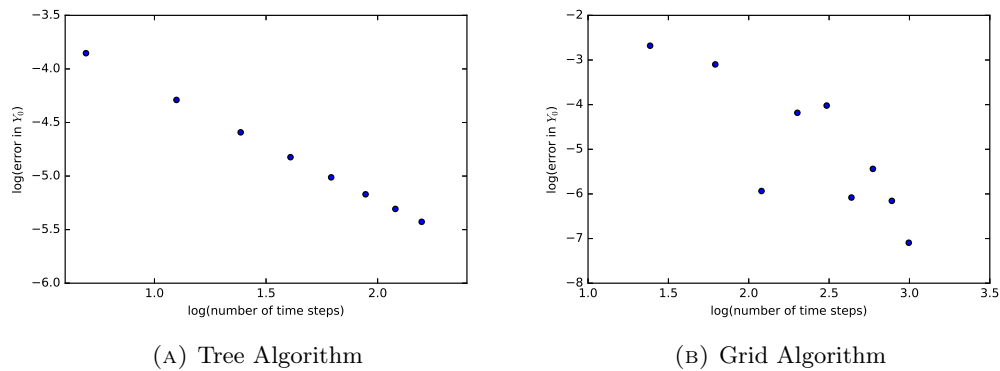 −3.5
−4.0
−4.5
−5.0
−5.5
−6.0
log(error in Y₀)
1.0 1.5 2.0
log(number of time steps)
(A) Tree Algorithm
−2
−3
−4
−5
−6
−7
−8
log(error in Y₀)
1.0 1.5 2.0 2.5 3.0 3.5
log(number of time steps)
(B) Grid Algorithm